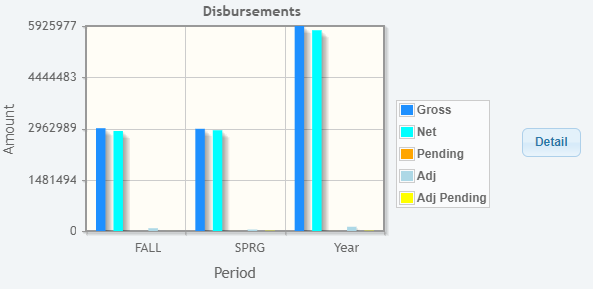 Disbursements
5925977
4444483
2962989
1481494
0
Amount
FALL
SPRG
Year
Period
Gross
Net
Pending
Adj
Adj Pending
Detail